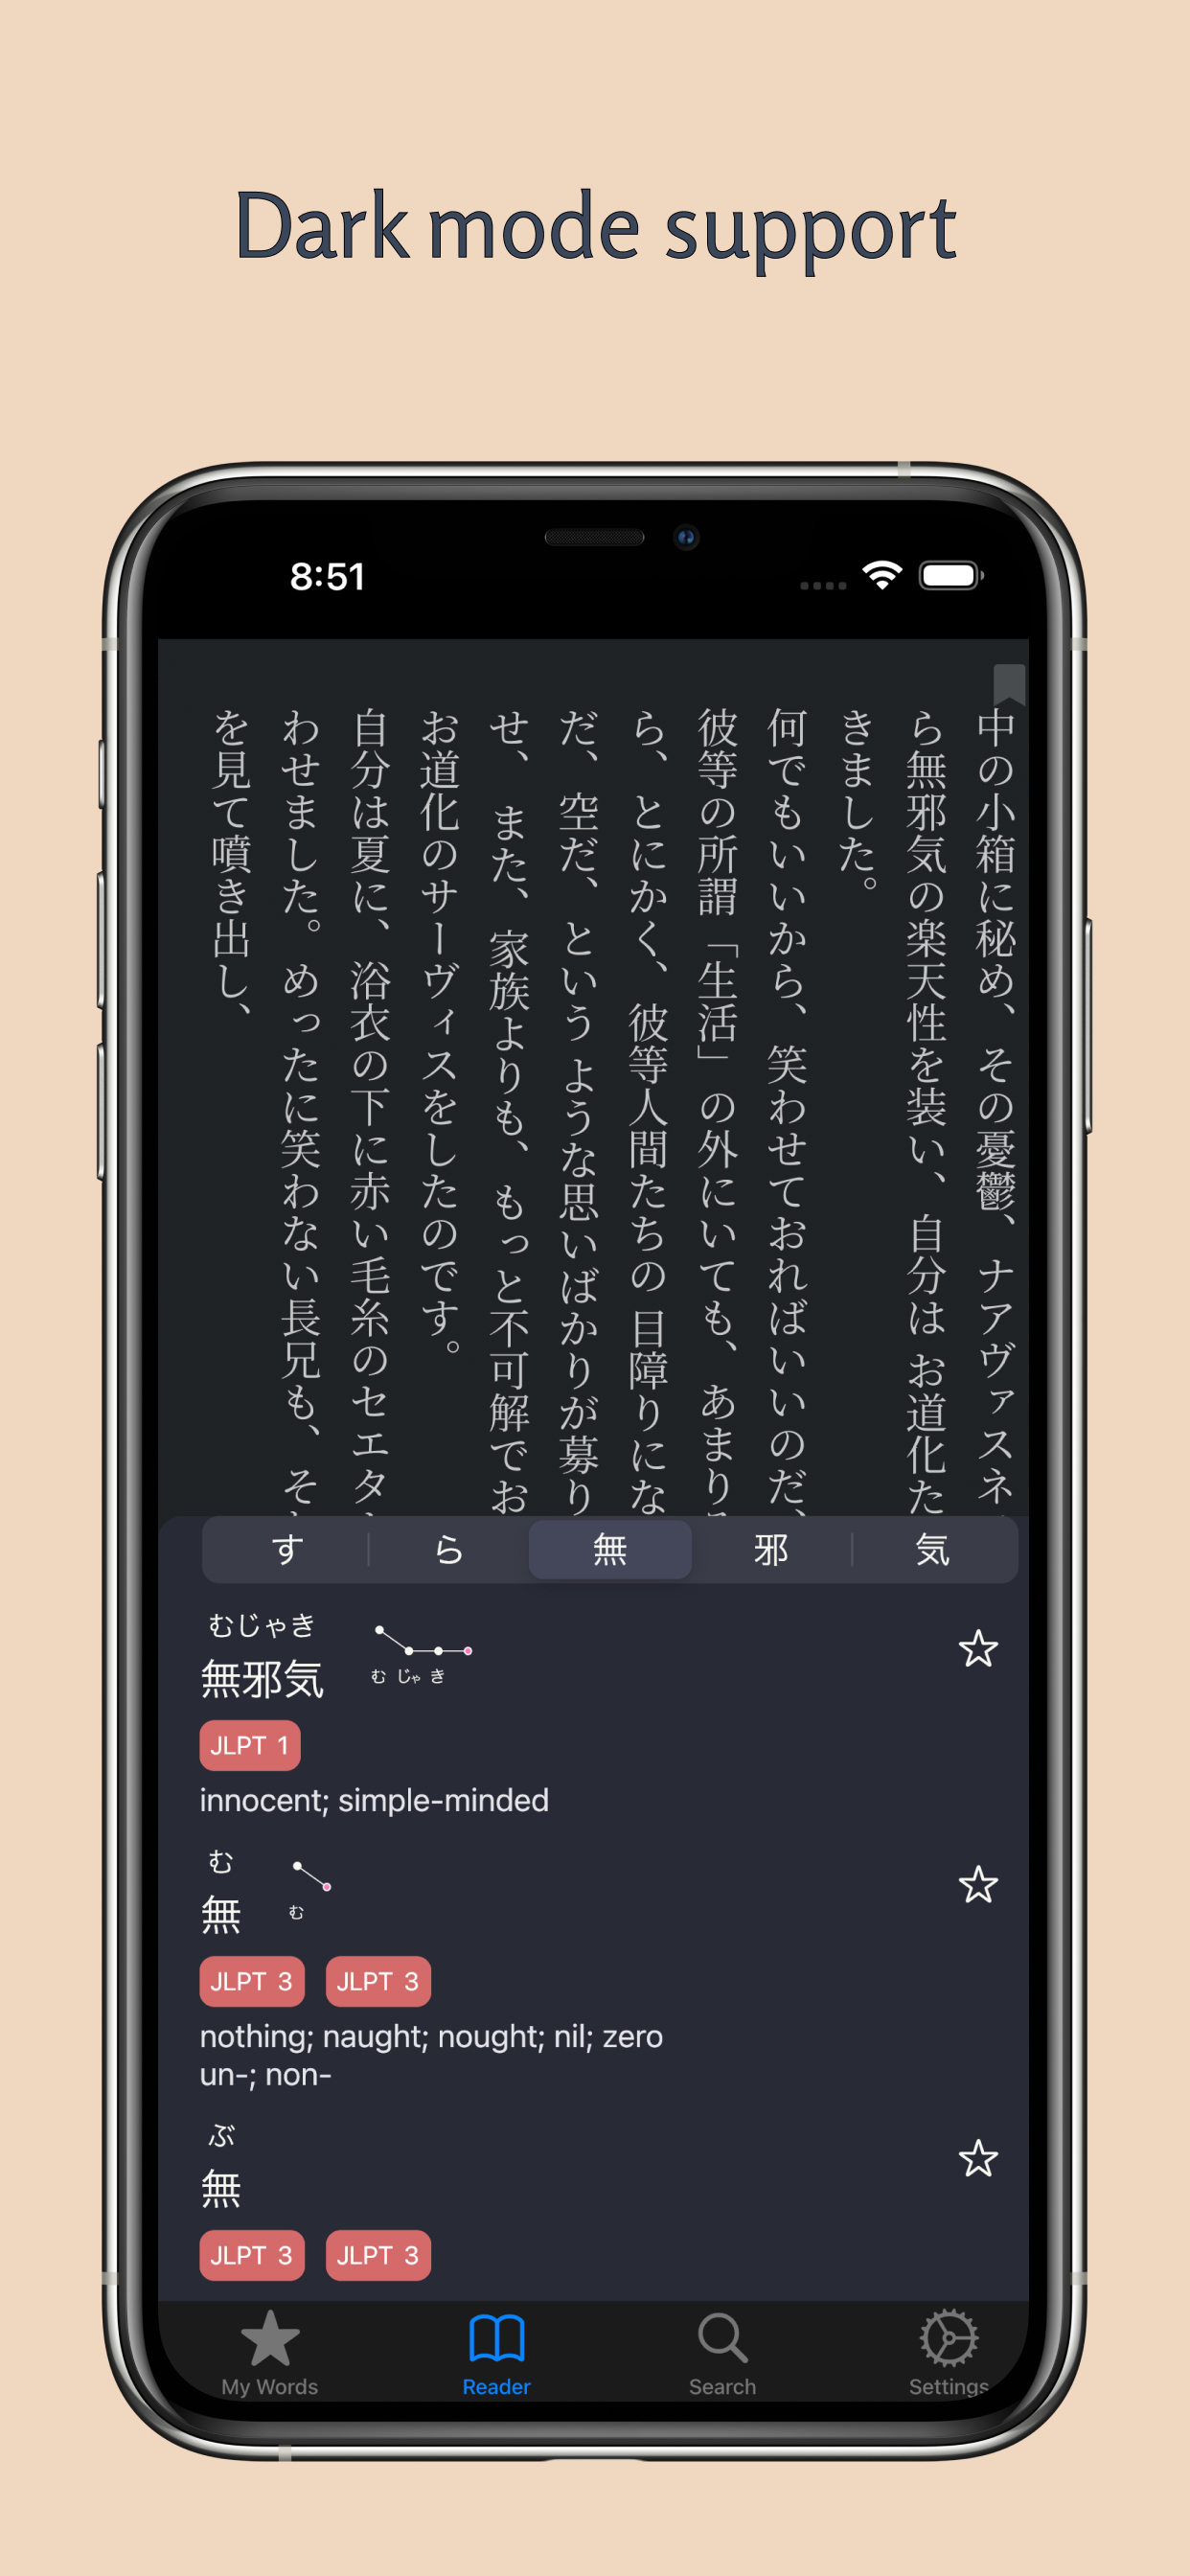 Dark mode support
8:51
中の小箱に秘め、その憂鬱、ナアヴァスネ
ら無邪気の楽天性を装い、自分はお道化た
きました。
何でもいいから、笑わせておればいいのだ、
彼等の所謂「生活」の外にいても、あまり
ら、とにかく、彼等人間たちの目障りにな
だ、空だ、というような思いばかりが募り
せ、また、家族よりも、もっと不可解でお
お道化のサーヴィスをしたのです。
自分は夏に、浴衣の下に赤い毛糸のセエタ
わせました。めったに笑わない長兄も、そ
を見て噴き出し、
す ら 無 邪 気
むじゃき
無邪気
む じゃ き
JLPT 1
innocent; simple-minded
む
無
む
JLPT 3 JLPT 3
nothing; naught; nought; nil; zero
un-; non-
ぶ
無
JLPT 3 JLPT 3
My Words Reader Search Settings